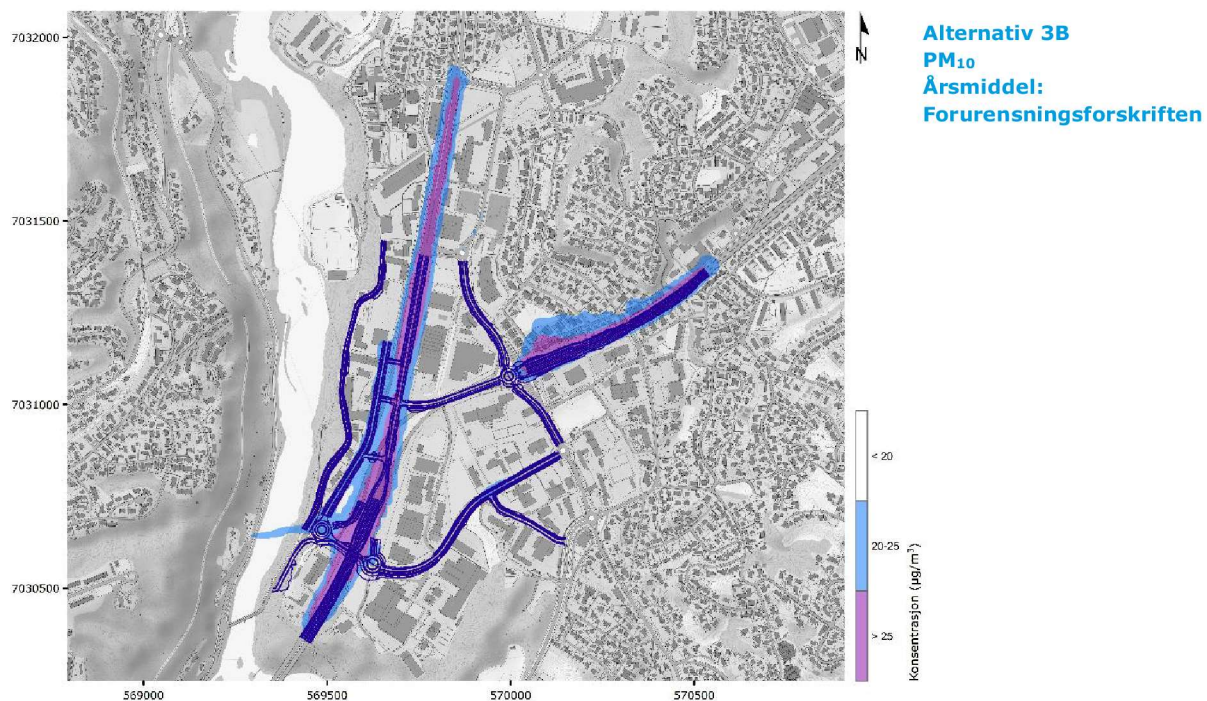 Alternativ 3B
PM₁₀
Årsmiddel:
Forurensningsforskriften
N
7032000
7031500
7031000
7030500
569000
569500
570000
570500
< 20
20-25
> 25
Konsentrasjon (µg/m³)